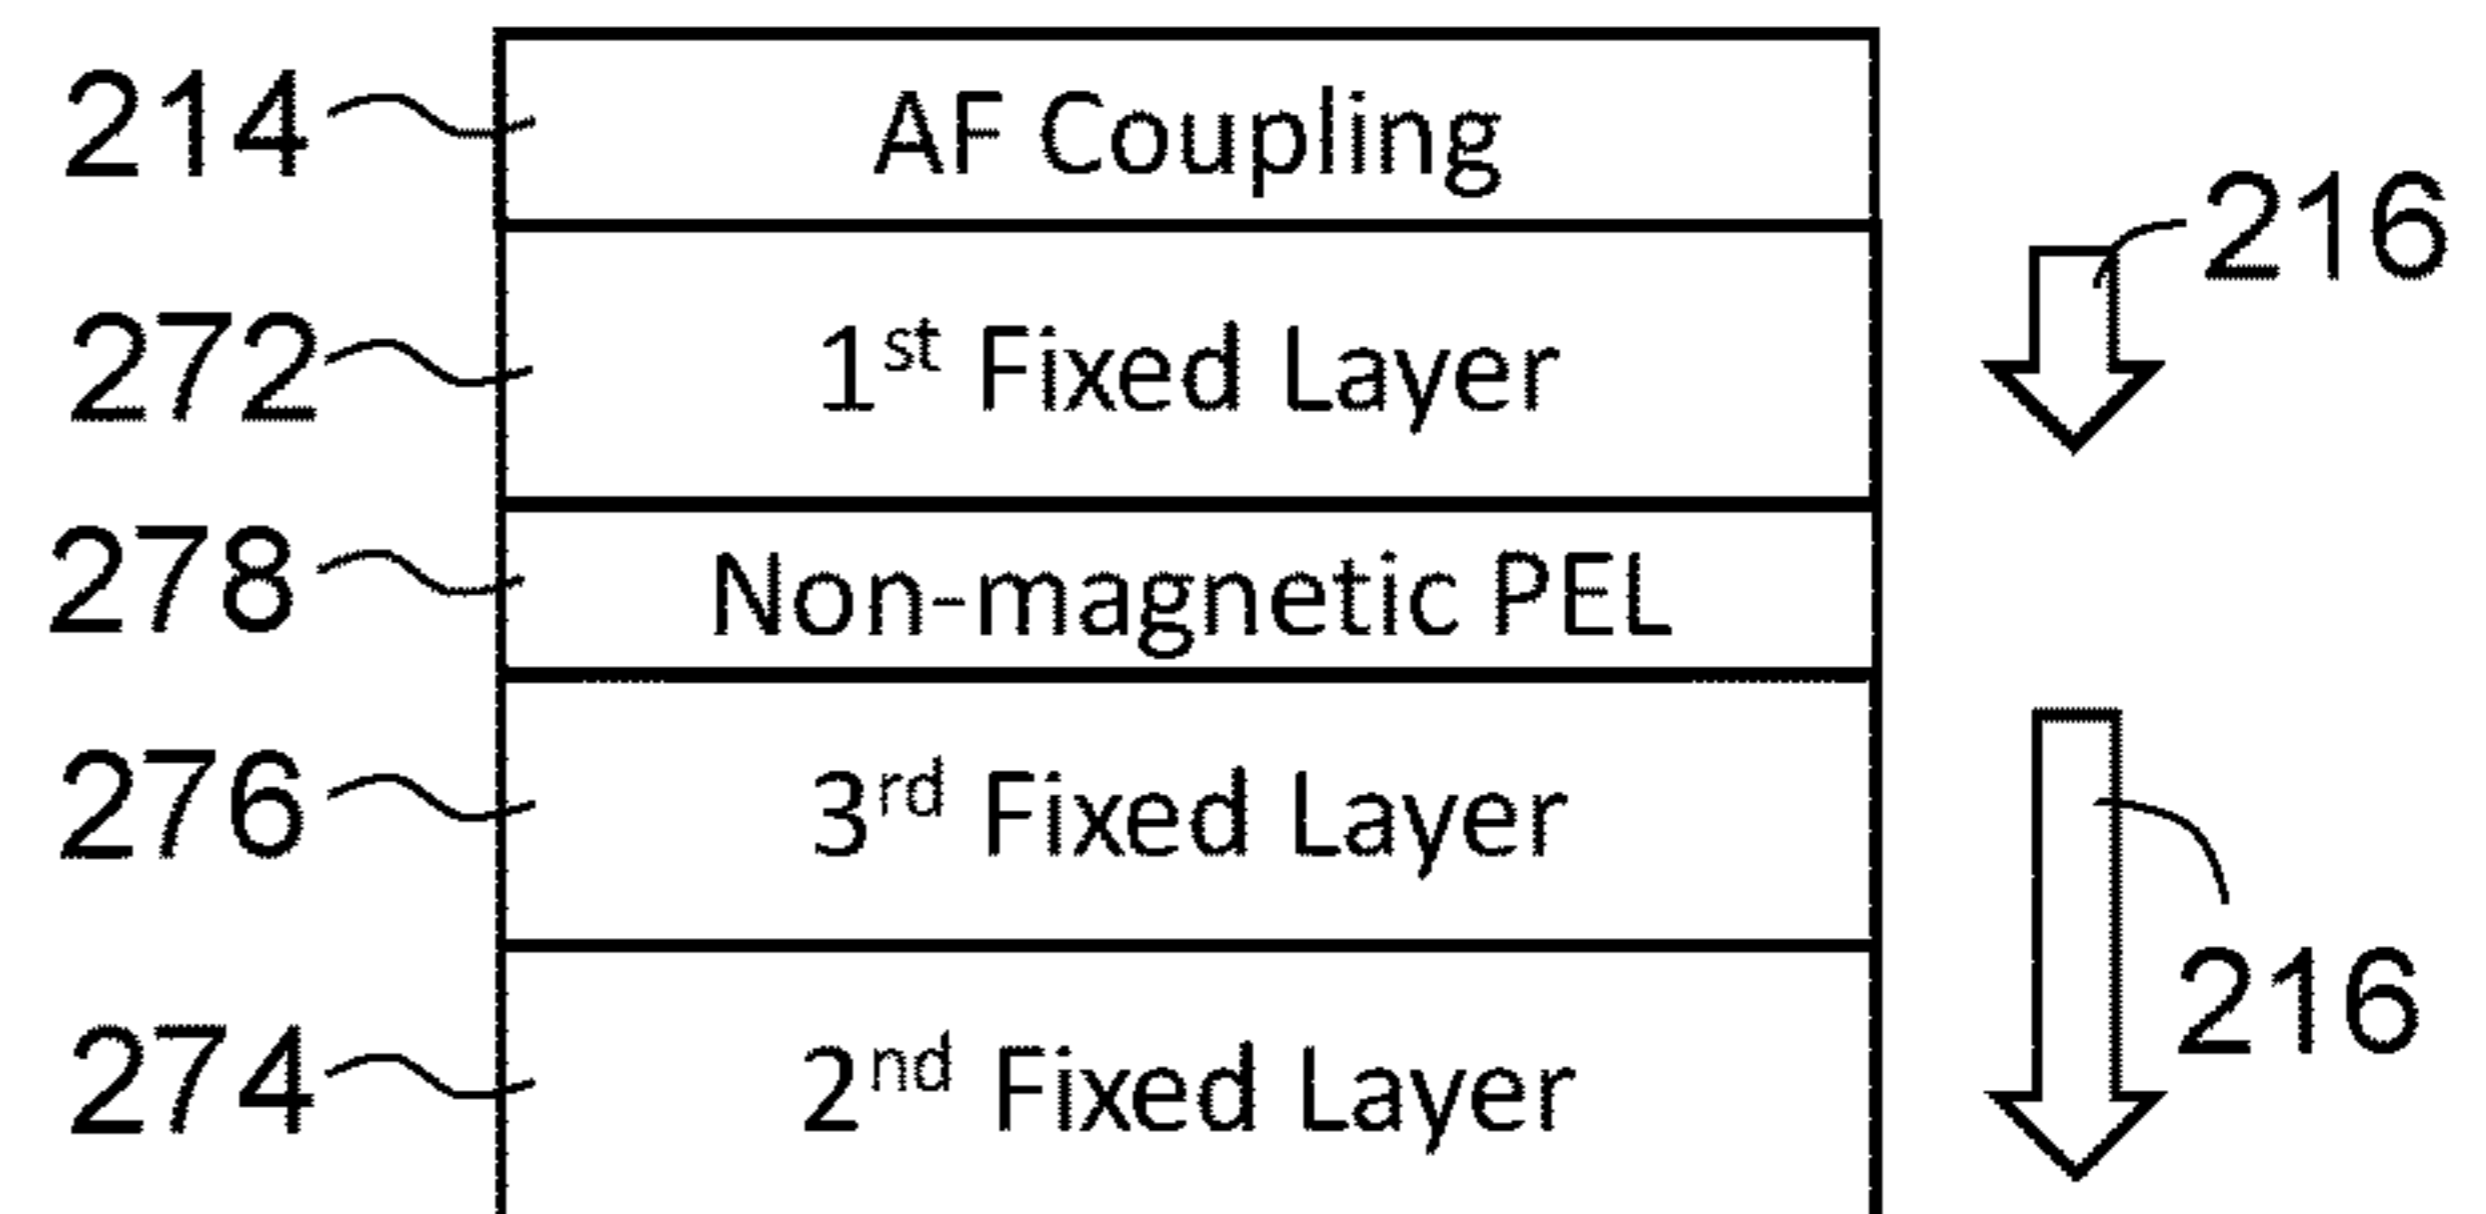 214 AF Coupling
216
272 1st Fixed Layer
278 Non-magnetic PEL
276 3rd Fixed Layer
216
274 2nd Fixed Layer